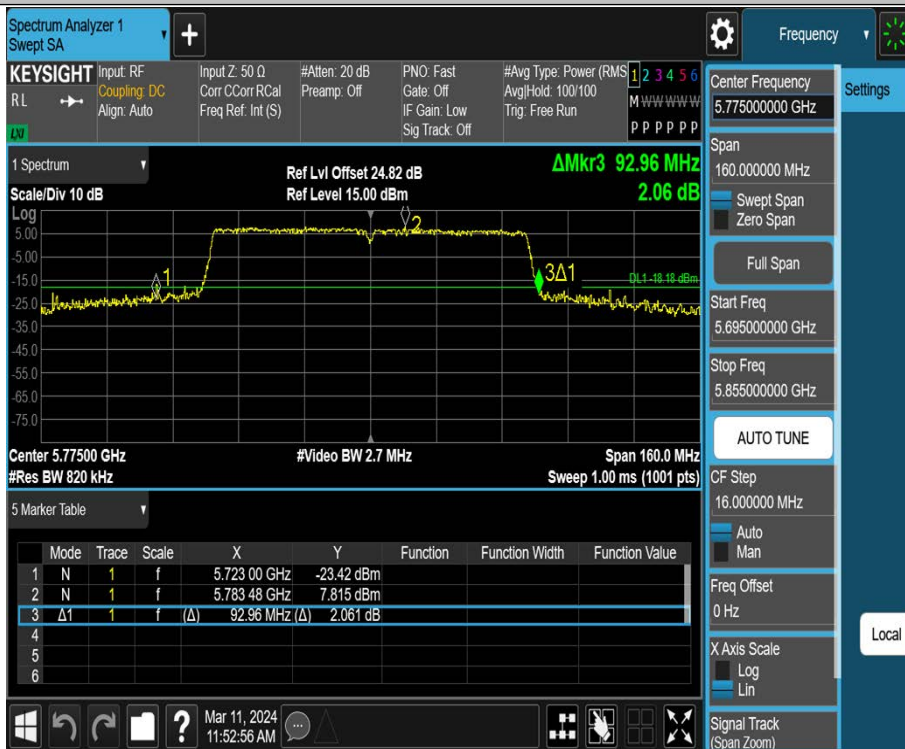 Spectrum Analyzer 1
Swept SA
Frequency
KEYSIGHT
RL
LXI
Input: RF
Coupling: DC
Align: Auto
Input Z: 50 Ω
Corr CCorr RCal
Freq Ref: Int (S)
#Atten: 20 dB
Preamp: Off
PNO: Fast
Gate: Off
IF Gain: Low
Sig Track: Off
#Avg Type: Power (RMS
Avg|Hold: 100/100
Trig: Free Run
1 2 3 4 5 6
M W W W W W
P P P P P P
1 Spectrum
Scale/Div 10 dB
Ref Lvl Offset 24.82 dB
Ref Level 15.00 dBm
ΔMkr3 92.96 MHz
2.06 dB
Log
5.00
-5.00
-15.0
-25.0
-35.0
-45.0
-55.0
-65.0
-75.0
1
2
3Δ1
DL1 -18.18 dBm
Center 5.77500 GHz
#Res BW 820 kHz
#Video BW 2.7 MHz
Span 160.0 MHz
Sweep 1.00 ms (1001 pts)
5 Marker Table
Mode Trace Scale X Y Function Function Width Function Value
1 N 1 f 5.723 00 GHz -23.42 dBm
2 N 1 f 5.783 48 GHz 7.815 dBm
3 Δ1 1 f (Δ) 92.96 MHz (Δ) 2.061 dB
4
5
6
Mar 11, 2024
11:52:56 AM
Center Frequency
5.775000000 GHz
Span
160.000000 MHz
Swept Span
Zero Span
Full Span
Start Freq
5.695000000 GHz
Stop Freq
5.855000000 GHz
AUTO TUNE
CF Step
16.000000 MHz
Auto
Man
Freq Offset
0 Hz
X Axis Scale
Log
Lin
Signal Track
(Span Zoom)
Settings
Local